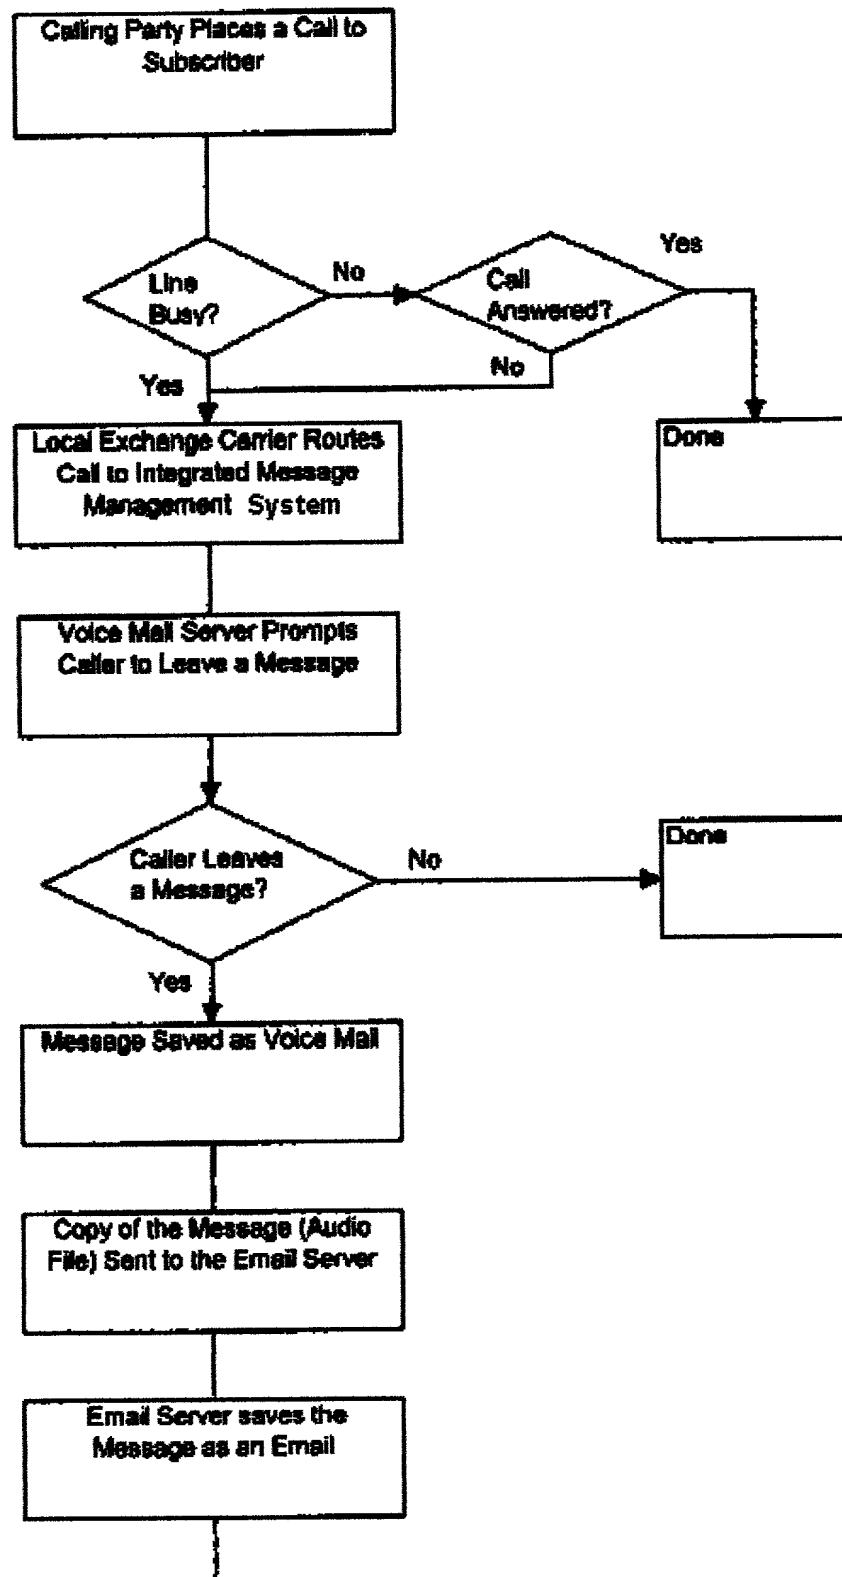 Calling Party Places a Call to
Subscriber
Line
Busy?
No
Call
Answered?
Yes
Yes
No
Local Exchange Carrier Routes
Call to Integrated Message
Management System
Done
Voice Mail Server Prompts
Caller to Leave a Message
Caller Leaves
a Message?
No
Done
Yes
Message Saved as Voice Mail
Copy of the Message (Audio
File) Sent to the Email Server
Email Server saves the
Message as an Email